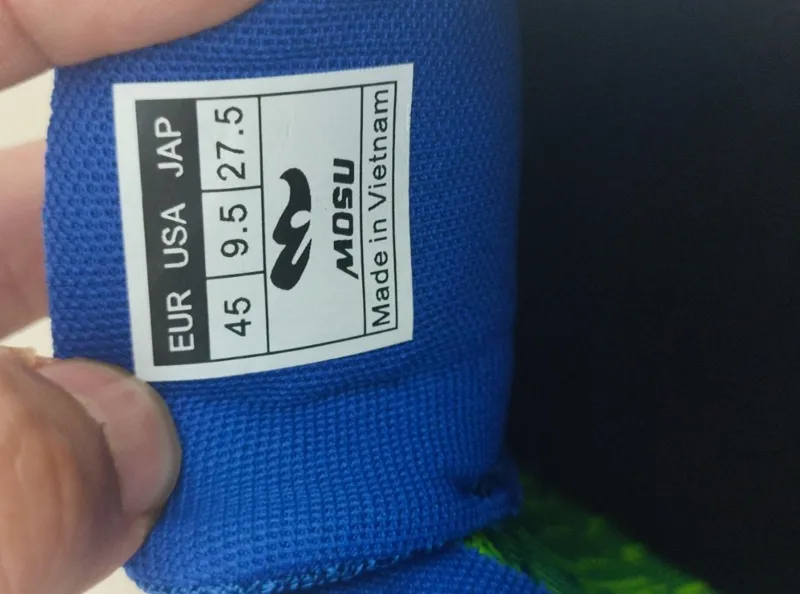 EUR USA JAP
45 9.5 27.5
MOSU
Made in Vietnam